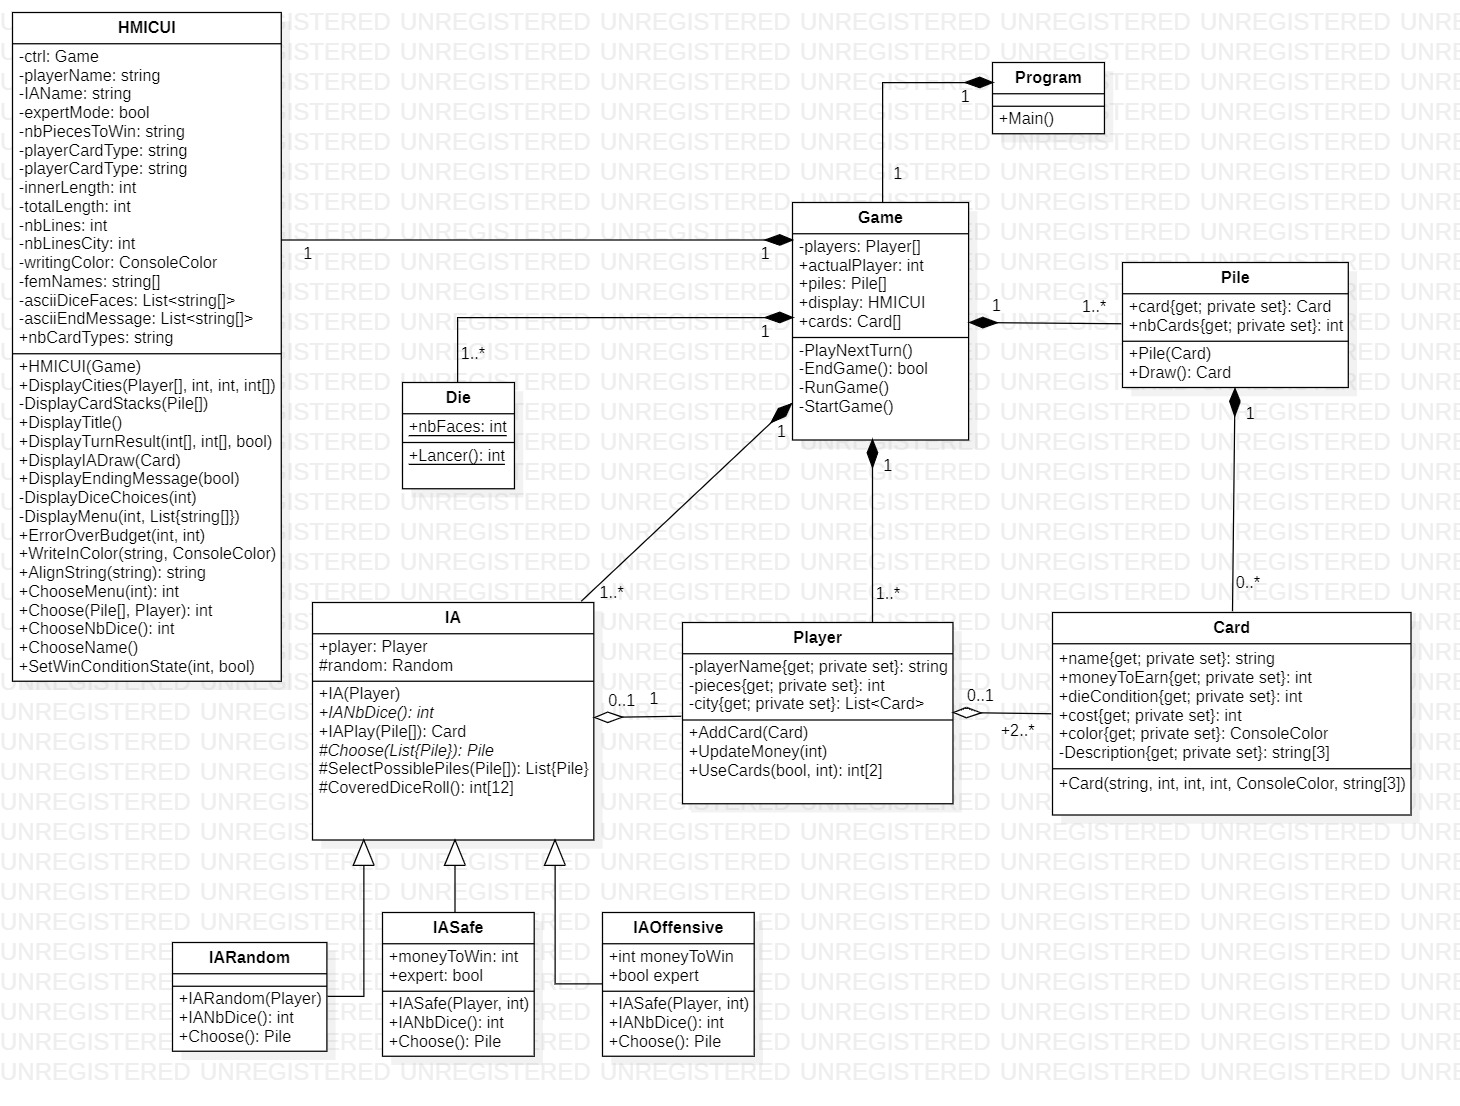 HMICUI
-ctrl: Game
-playerName: string
-IAName: string
-expertMode: bool
-nbPiecesToWin: string
-playerCardType: string
-playerCardType: string
-innerLength: int
-totalLength: int
-nbLines: int
-nbLinesCity: int
-writingColor: ConsoleColor
-femNames: string[]
-asciiDiceFaces: List<string[]>
-asciiEndMessage: List<string[]>
+nbCardTypes: string
+HMICUI(Game)
+DisplayCities(Player[], int, int, int[])
-DisplayCardStacks(Pile[])
+DisplayTitle()
+DisplayTurnResult(int[], int[], bool)
+DisplayIADraw(Card)
+DisplayEndingMessage(bool)
-DisplayDiceChoices(int)
-DisplayMenu(int, List{string[]})
+ErrorOverBudget(int, int)
+WriteInColor(string, ConsoleColor)
+AlignString(string): string
+ChooseMenu(int): int
+Choose(Pile[], Player): int
+ChooseNbDice(): int
+ChooseName()
+SetWinConditionState(int, bool)
Program
+Main()
1
1
Game
-players: Player[]
+actualPlayer: int
+piles: Pile[]
+display: HMICUI
+cards: Card[]
-PlayNextTurn()
-EndGame(): bool
-RunGame()
-StartGame()
1
1
1
1..*
1
1..*
Pile
+card{get; private set}: Card
+nbCards{get; private set}: int
+Pile(Card)
+Draw(): Card
Die
+nbFaces: int
+Lancer(): int
1
1..*
1
1..*
1
0..*
IA
+player: Player
#random: Random
+IA(Player)
+IANbDice(): int
+IAPlay(Pile[]): Card
#Choose(List{Pile}): Pile
#SelectPossiblePiles(Pile[]): List{Pile}
#CoveredDiceRoll(): int[12]
0..1 1
Player
-playerName{get; private set}: string
-pieces{get; private set}: int
-city{get; private set}: List<Card>
+AddCard(Card)
+UpdateMoney(int)
+UseCards(bool, int): int[2]
0..1
+2..*
Card
+name{get; private set}: string
+moneyToEarn{get; private set}: int
+dieCondition{get; private set}: int
+cost{get; private set}: int
+color{get; private set}: ConsoleColor
-Description{get; private set}: string[3]
+Card(string, int, int, int, ConsoleColor, string[3])
IARandom
+IARandom(Player)
+IANbDice(): int
+Choose(): Pile
IASafe
+moneyToWin: int
+expert: bool
+IASafe(Player, int)
+IANbDice(): int
+Choose(): Pile
IAOffensive
+int moneyToWin
+bool expert
+IASafe(Player, int)
+IANbDice(): int
+Choose(): Pile
UNREGISTERED